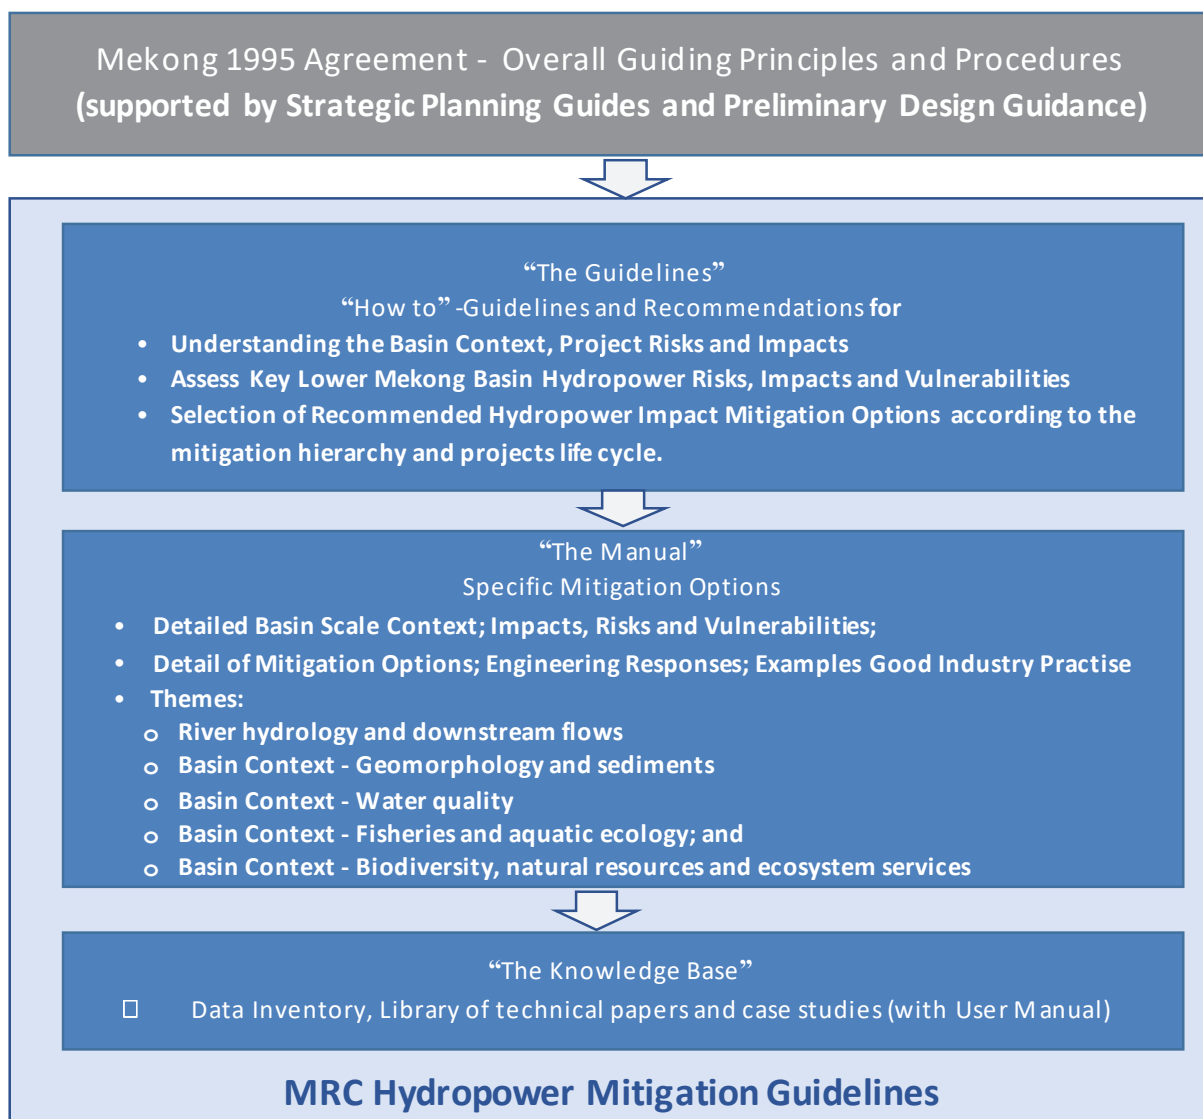 Mekong 1995 Agreement - Overall Guiding Principles and Procedures
(supported by Strategic Planning Guides and Preliminary Design Guidance)
“The Guidelines”
“How to” -Guidelines and Recommendations for
• Understanding the Basin Context, Project Risks and Impacts
• Assess Key Lower Mekong Basin Hydropower Risks, Impacts and Vulnerabilities
• Selection of Recommended Hydropower Impact Mitigation Options according to the
mitigation hierarchy and projects life cycle.
“The Manual”
Specific Mitigation Options
• Detailed Basin Scale Context; Impacts, Risks and Vulnerabilities;
• Detail of Mitigation Options; Engineering Responses; Examples Good Industry Practise
• Themes:
o River hydrology and downstream flows
o Basin Context - Geomorphology and sediments
o Basin Context - Water quality
o Basin Context - Fisheries and aquatic ecology; and
o Basin Context - Biodiversity, natural resources and ecosystem services
“The Knowledge Base”
□ Data Inventory, Library of technical papers and case studies (with User Manual)
MRC Hydropower Mitigation Guidelines